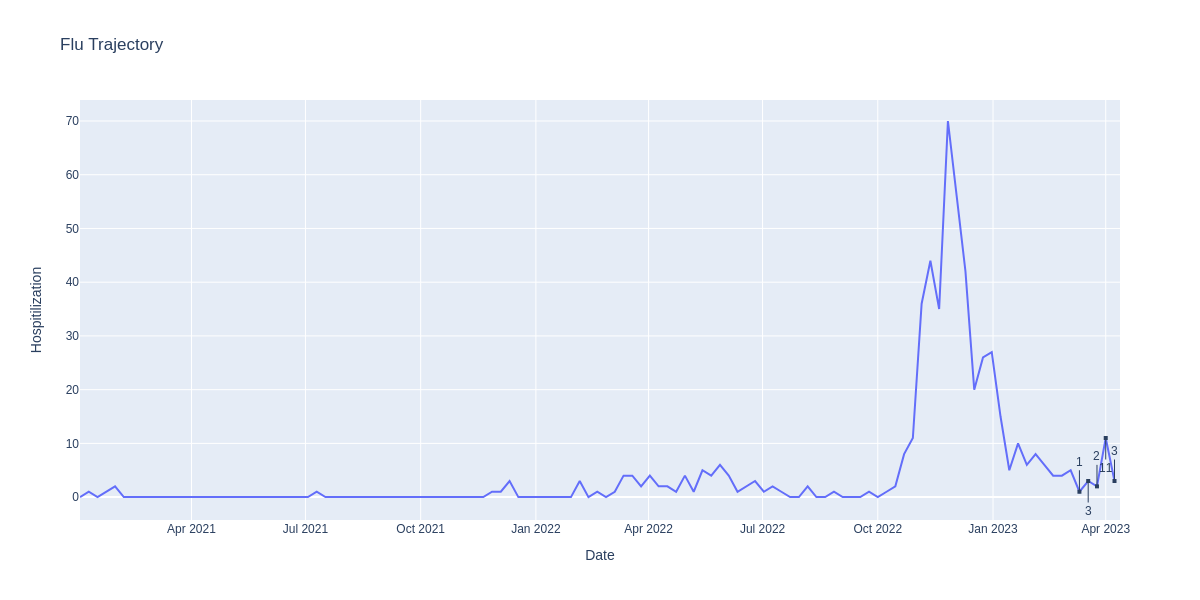 Flu Trajectory
Hospitilization
70
60
50
40
30
20
10
0
1
3
2
11
3
Apr 2021
Jul 2021
Oct 2021
Jan 2022
Apr 2022
Jul 2022
Oct 2022
Jan 2023
Apr 2023
Date